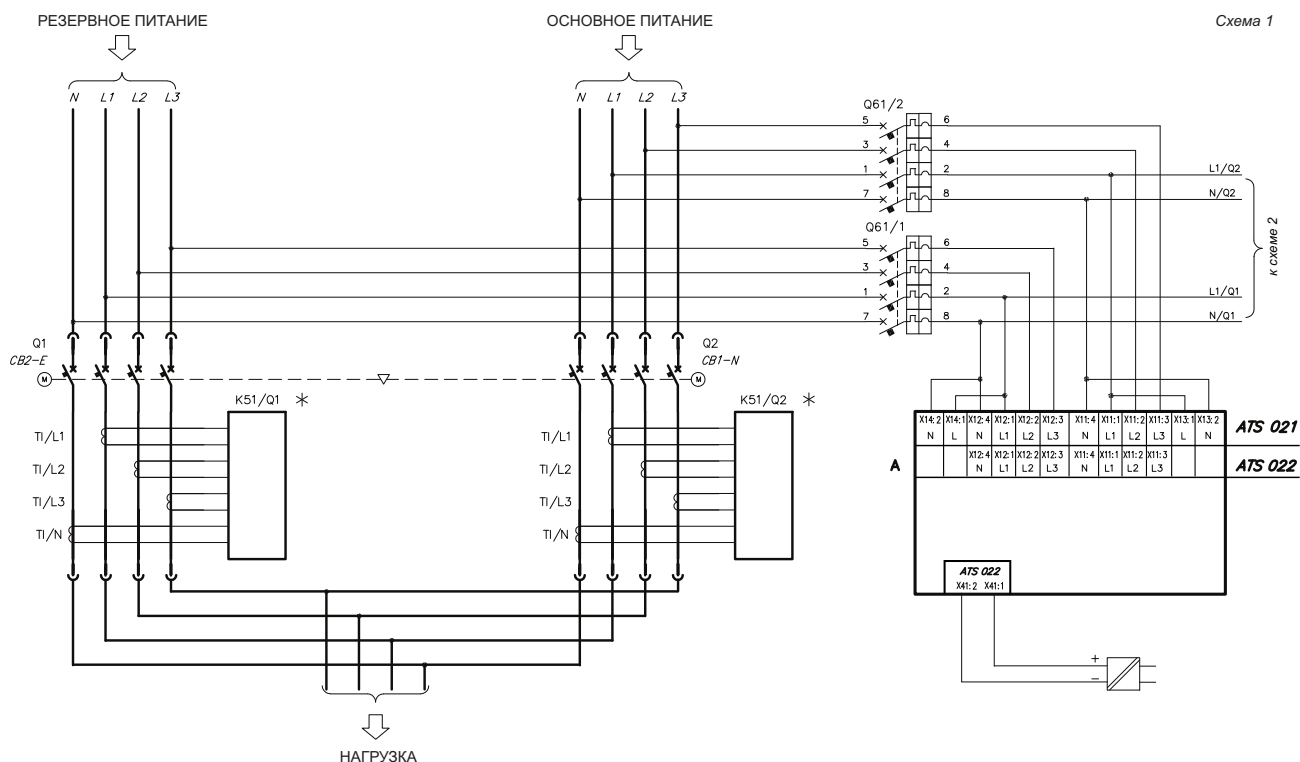 РЕЗЕРВНОЕ ПИТАНИЕ
ОСНОВНОЕ ПИТАНИЕ
Схема 1
N L1 L2 L3
N L1 L2 L3
Q61/2
5 6
3 4
1 2
7 8
L1/Q2
N/Q2
Q61/1
5 6
3 4
1 2
7 8
L1/Q1
N/Q1
к схеме 2
Q1
CB2-E
M
Q2
CB1-N
M
K51/Q1 *
TI/L1
TI/L2
TI/L3
TI/N
K51/Q2 *
TI/L1
TI/L2
TI/L3
TI/N
X14:2 X14:1 X12:4 X12:1 X12:2 X12:3 X11:4 X11:1 X11:2 X11:3 X13:1 X13:2
N L N L1 L2 L3 N L1 L2 L3 L N
ATS 021
A
X12:4 X12:1 X12:2 X12:3 X11:4 X11:1 X11:2 X11:3
N L1 L2 L3 N L1 L2 L3
ATS 022
ATS 022
X41:2 X41:1
+
−
НАГРУЗКА